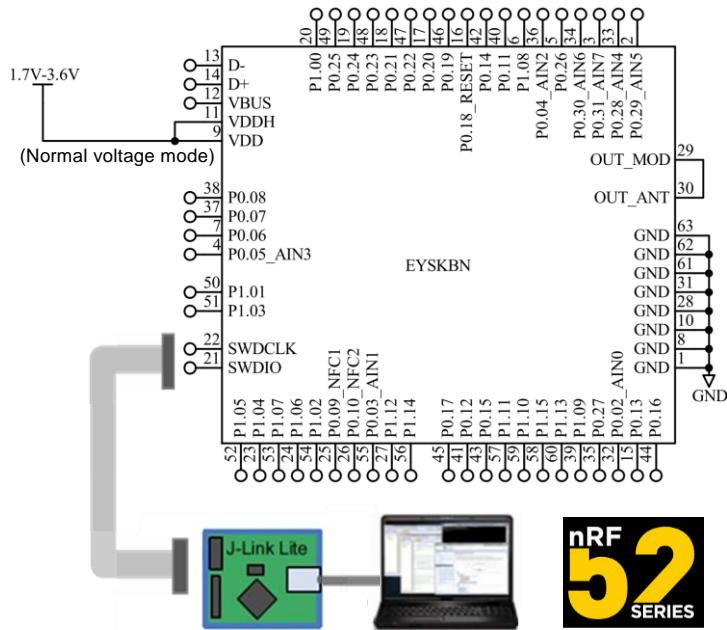 20 49 19 48 18 47 17 46 16 42 40 6 36 5 34 3 33 2
P1.00 P0.25 P0.24 P0.23 P0.21 P0.22 P0.20 P0.19 P0.18_RESET P0.14 P0.11 P1.08 P0.04_AIN2 P0.26 P0.30_AIN6 P0.31_AIN7 P0.28_AIN4 P0.29_AIN5
1.7V-3.6V
13 D-
14 D+
12 VBUS
11 VDDH
9 VDD
(Normal voltage mode)
38 P0.08
37 P0.07
7 P0.06
4 P0.05_AIN3
50 P1.01
51 P1.03
22 SWDCLK
21 SWDIO
EYSKBN
OUT_MOD 29
OUT_ANT 30
GND 63
GND 62
GND 61
GND 31
GND 28
GND 10
GND 8
GND 1
GND
P1.05 P1.04 P1.07 P1.06 P1.02 P0.09_NFC1 P0.10_NFC2 P0.03_AIN1 P1.12 P1.14 P0.17 P0.12 P0.15 P1.11 P1.10 P1.15 P1.13 P1.09 P0.27 P0.02_AIN0 P0.13 P0.16
52 23 53 24 54 25 26 55 27 56 45 41 43 57 59 58 60 39 35 32 15 44
J-Link Lite
nRF
52
SERIES